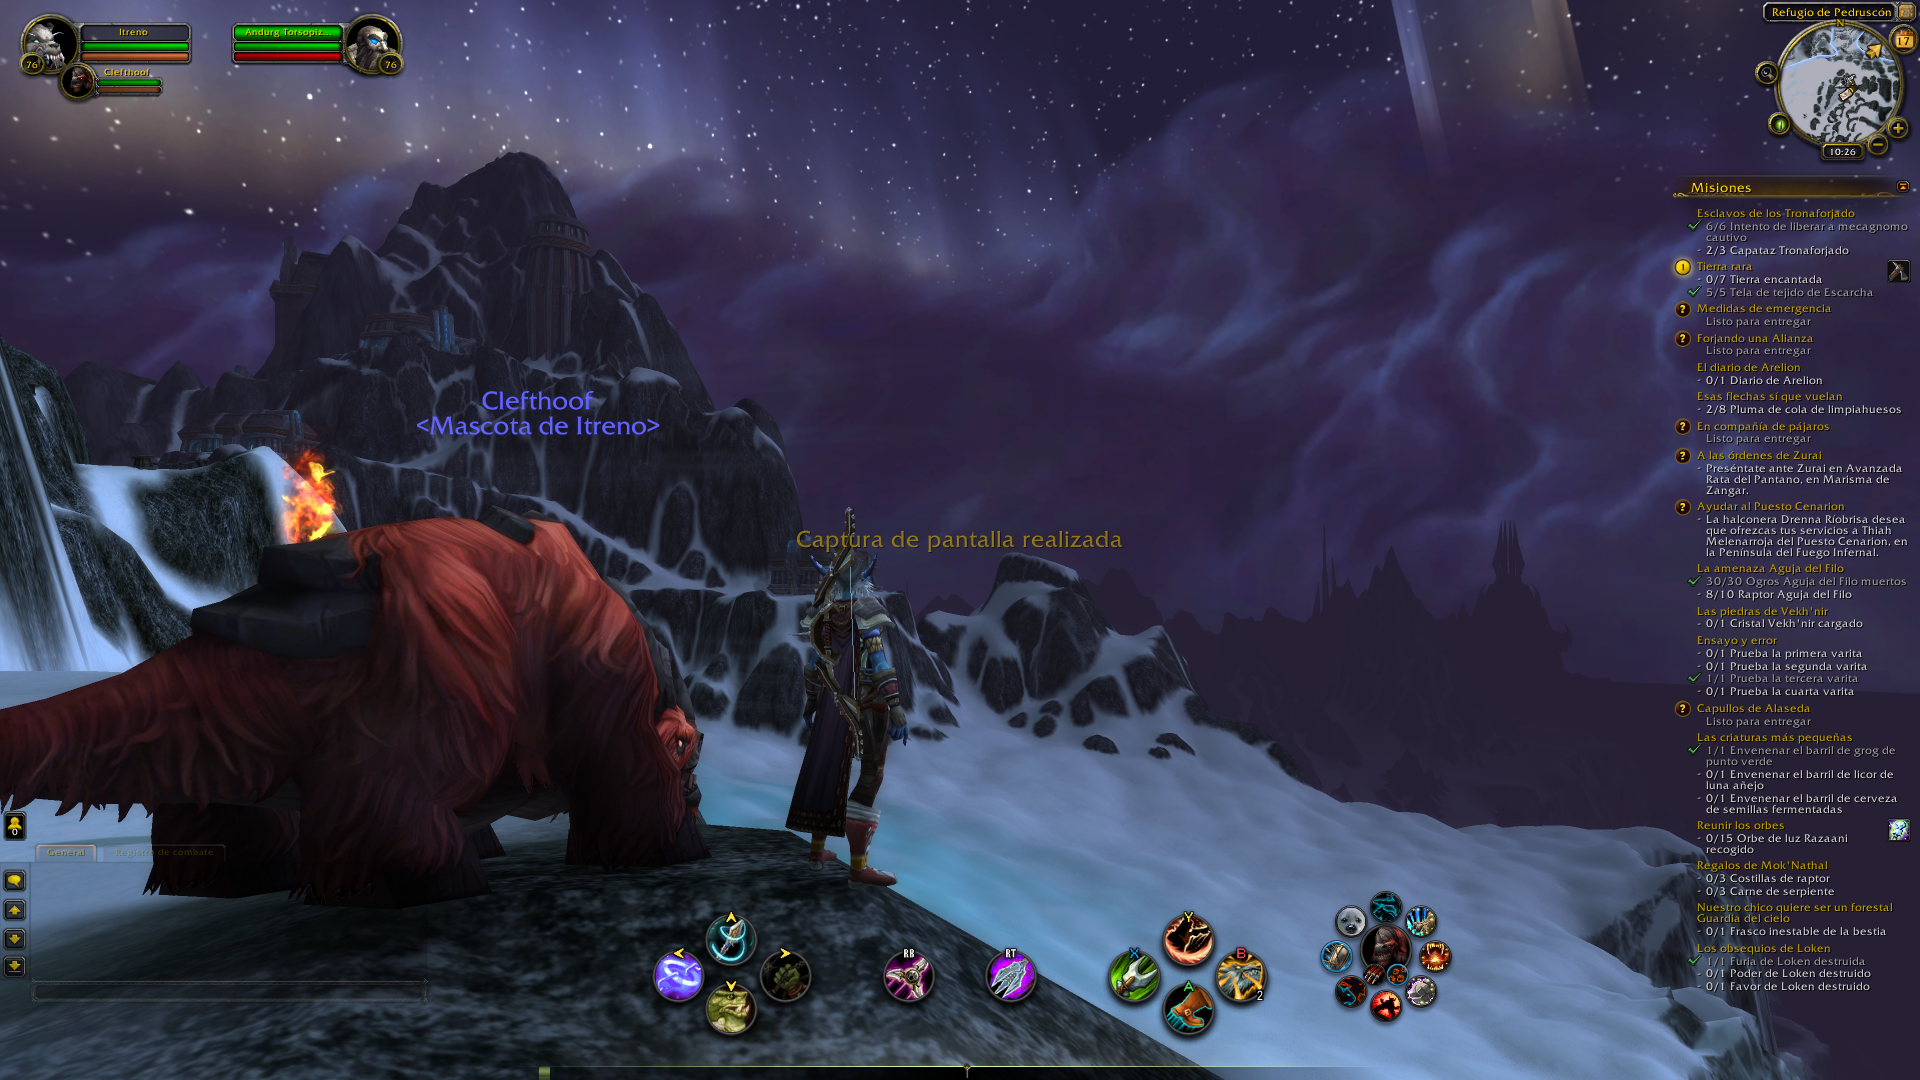 Itreno
76
Clefthoof
Andurg Torsopiz...
76
Refugio de Pedruscón
17
N
10:26
Misiones
Esclavos de los Tronaforjado
6/6 Intento de liberar a mecagnomo
cautivo
- 2/3 Capataz Tronaforjado
Tierra rara
- 0/7 Tierra encantada
5/5 Tela de tejido de Escarcha
? Medidas de emergencia
Listo para entregar
? Forjando una Alianza
Listo para entregar
El diario de Arelion
- 0/1 Diario de Arelion
Esas flechas sí que vuelan
- 2/8 Pluma de cola de limpiahuesos
? En compañía de pájaros
Listo para entregar
? A las órdenes de Zurai
- Preséntate ante Zurai en Avanzada
Rata del Pantano, en Marisma de
Zangar.
? Ayudar al Puesto Cenarion
- La halconera Drenna Ríobrisa desea
que ofrezcas tus servicios a Thiah
Melenarroja del Puesto Cenarion, en
la Península del Fuego Infernal.
La amenaza Aguja del Filo
30/30 Ogros Aguja del Filo muertos
- 8/10 Raptor Aguja del Filo
Las piedras de Vekh'nir
- 0/1 Cristal Vekh'nir cargado
Ensayo y error
- 0/1 Prueba la primera varita
- 0/1 Prueba la segunda varita
1/1 Prueba la tercera varita
- 0/1 Prueba la cuarta varita
? Capullos de Alaseda
Listo para entregar
Las criaturas más pequeñas
1/1 Envenenar el barril de grog de
punto verde
- 0/1 Envenenar el barril de licor de
luna añejo
- 0/1 Envenenar el barril de cerveza
de semillas fermentadas
Reunir los orbes
- 0/15 Orbe de luz Razaani
recogido
Regalos de Mok'Nathal
- 0/3 Costillas de raptor
- 0/3 Carne de serpiente
Nuestro chico quiere ser un forestal
Guardia del cielo
- 0/1 Frasco inestable de la bestia
Los obsequios de Loken
1/1 Furia de Loken destruida
- 0/1 Poder de Loken destruido
- 0/1 Favor de Loken destruido
Clefthoof
<Mascota de Itreno>
Captura de pantalla realizada
0
General
Registro de combate
RB
RT
X
Y
A
B
2